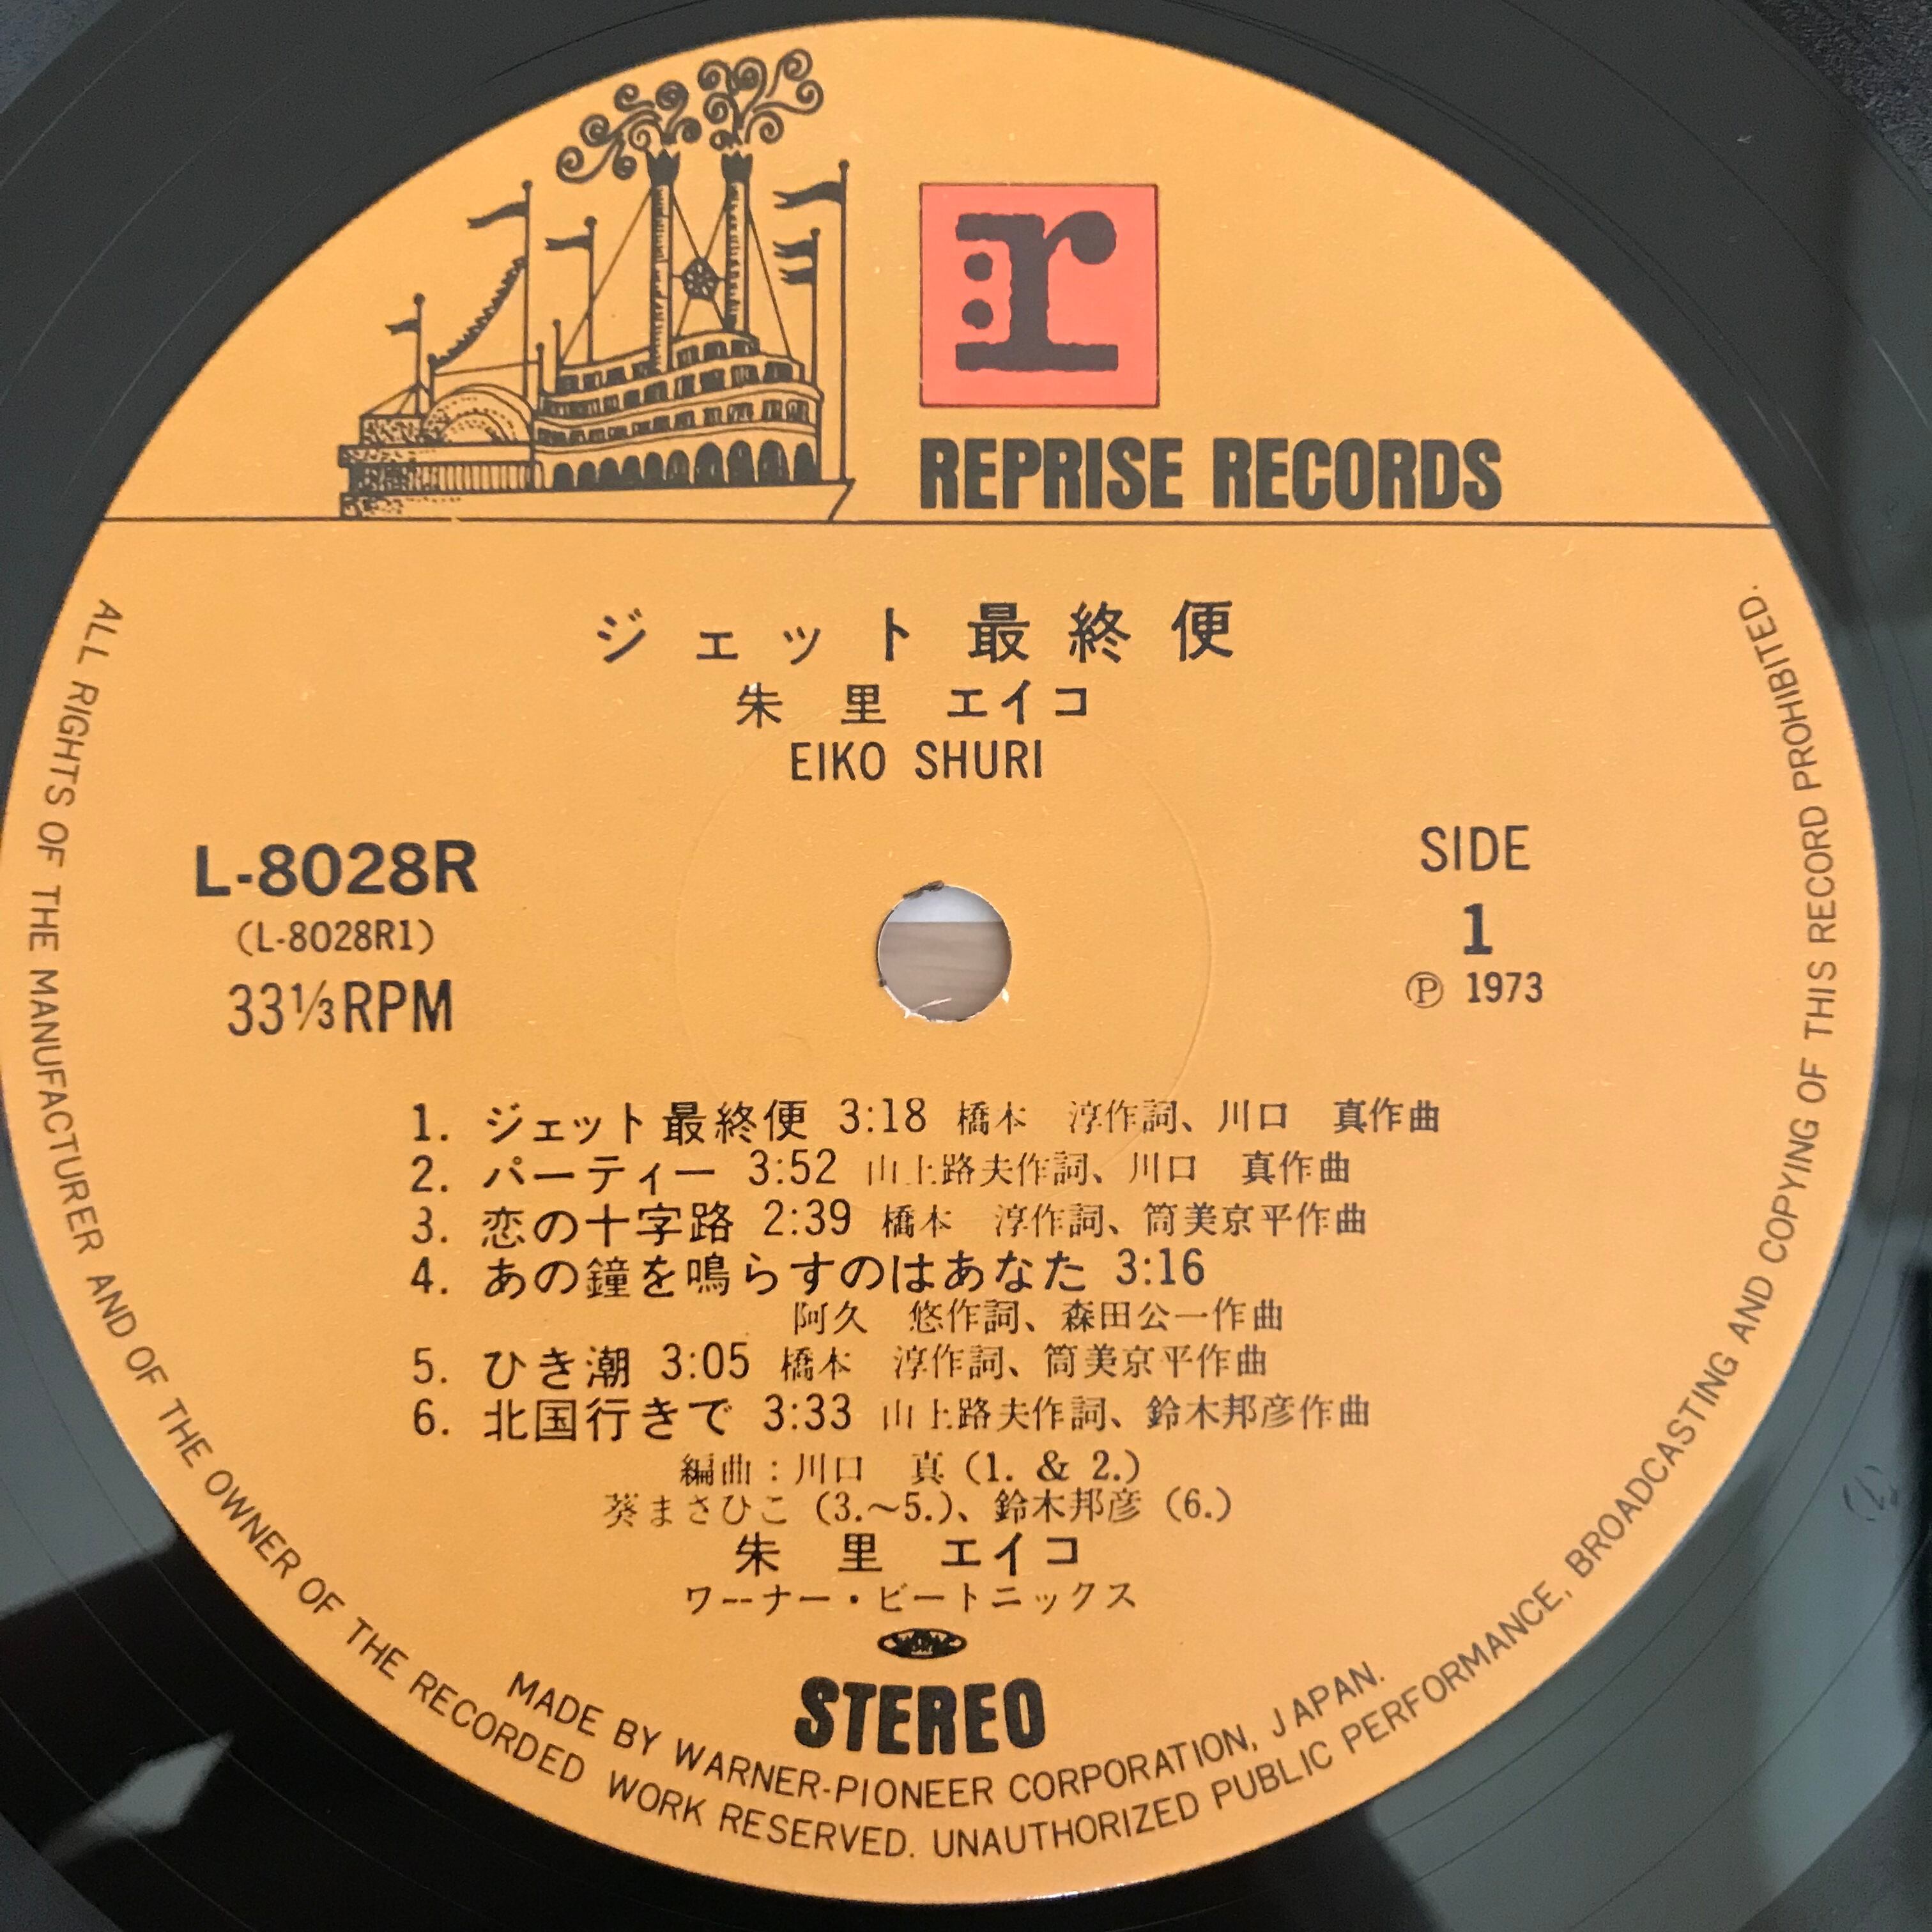 r
REPRISE RECORDS
ジェット最終便
朱里 エイコ
EIKO SHURI
L-8028R
(L-8028R1)
33⅓RPM
SIDE
1
Ⓟ 1973
1. ジェット最終便 3:18 橋本 淳作詞、川口 真作曲
2. パーティー 3:52 山上路夫作詞、川口 真作曲
3. 恋の十字路 2:39 橋本 淳作詞、筒美京平作曲
4. あの鐘を鳴らすのはあなた 3:16
阿久 悠作詞、森田公一作曲
5. ひき潮 3:05 橋本 淳作詞、筒美京平作曲
6. 北国行きで 3:33 山上路夫作詞、鈴木邦彦作曲
編曲：川口 真 (1. & 2.)
葵まさひこ (3.〜5.)、鈴木邦彦 (6.)
朱里 エイコ
ワーナー・ビートニックス
STEREO
MADE BY WARNER-PIONEER CORPORATION, JAPAN.
ALL RIGHTS OF THE MANUFACTURER AND OF THE OWNER OF THE RECORDED WORK RESERVED. UNAUTHORIZED PUBLIC PERFORMANCE, BROADCASTING AND COPYING OF THIS RECORD PROHIBITED.